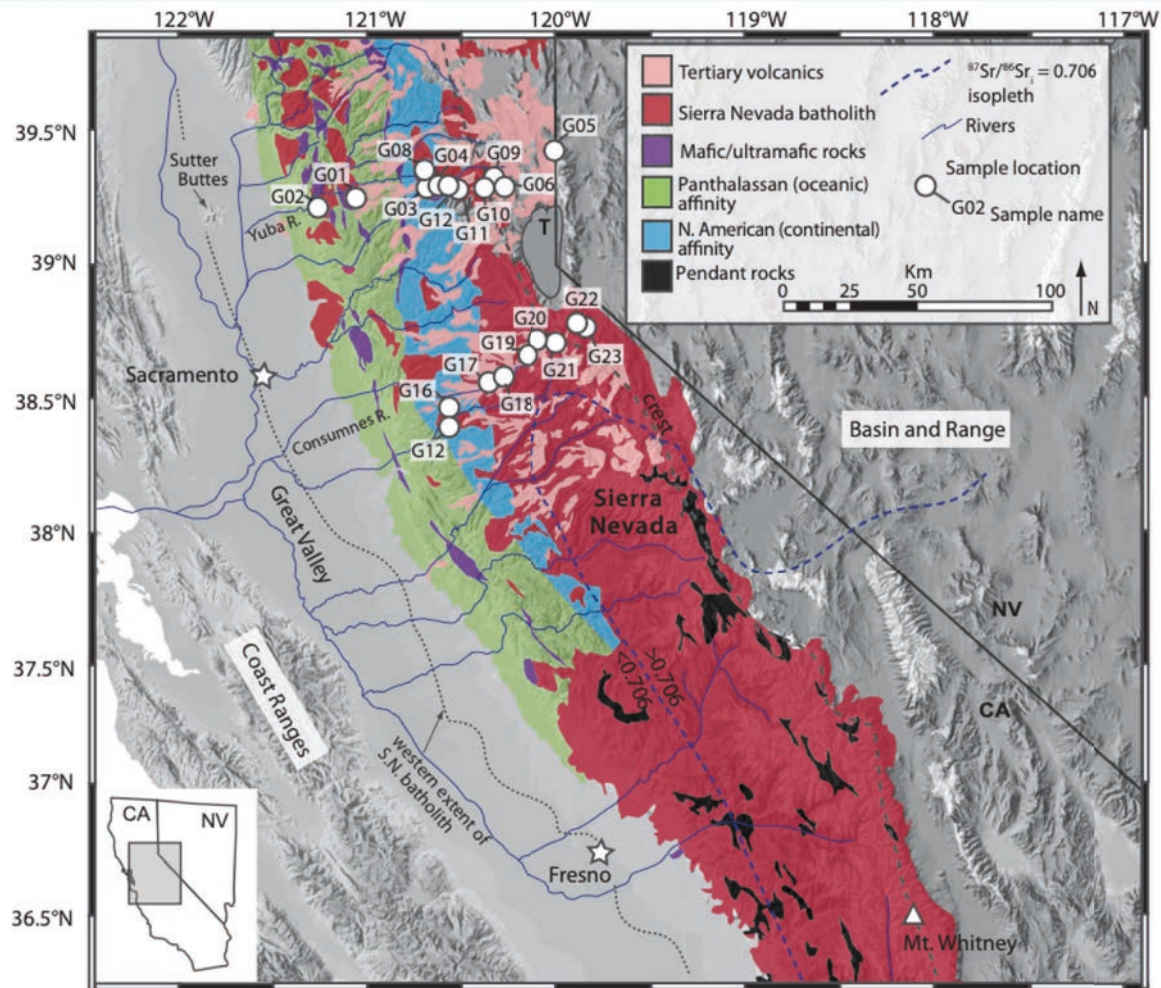 122°W
121°W
120°W
119°W
118°W
117°W
39.5°N
39°N
38.5°N
38°N
37.5°N
37°N
36.5°N
Tertiary volcanics
Sierra Nevada batholith
Mafic/ultramafic rocks
Panthalassan (oceanic)
affinity
N. American (continental)
affinity
Pendant rocks
⁸⁷Sr/⁸⁶Srᵢ = 0.706
isopleth
Rivers
Sample location
G02 Sample name
Km
0 25 50 100
N
Sutter
Buttes
G02
G01
G08
G04
G09
G05
G03
G12
G11
G10
G06
Yuba R.
T
G22
G20
G19
G23
G21
G17
G18
G16
G12
Sacramento
Consumnes R.
crest
Basin and Range
Sierra
Nevada
Great Valley
Coast Ranges
NV
CA
<0.706
>0.706
western extent of
S.N. batholith
Fresno
Mt. Whitney
CA
NV